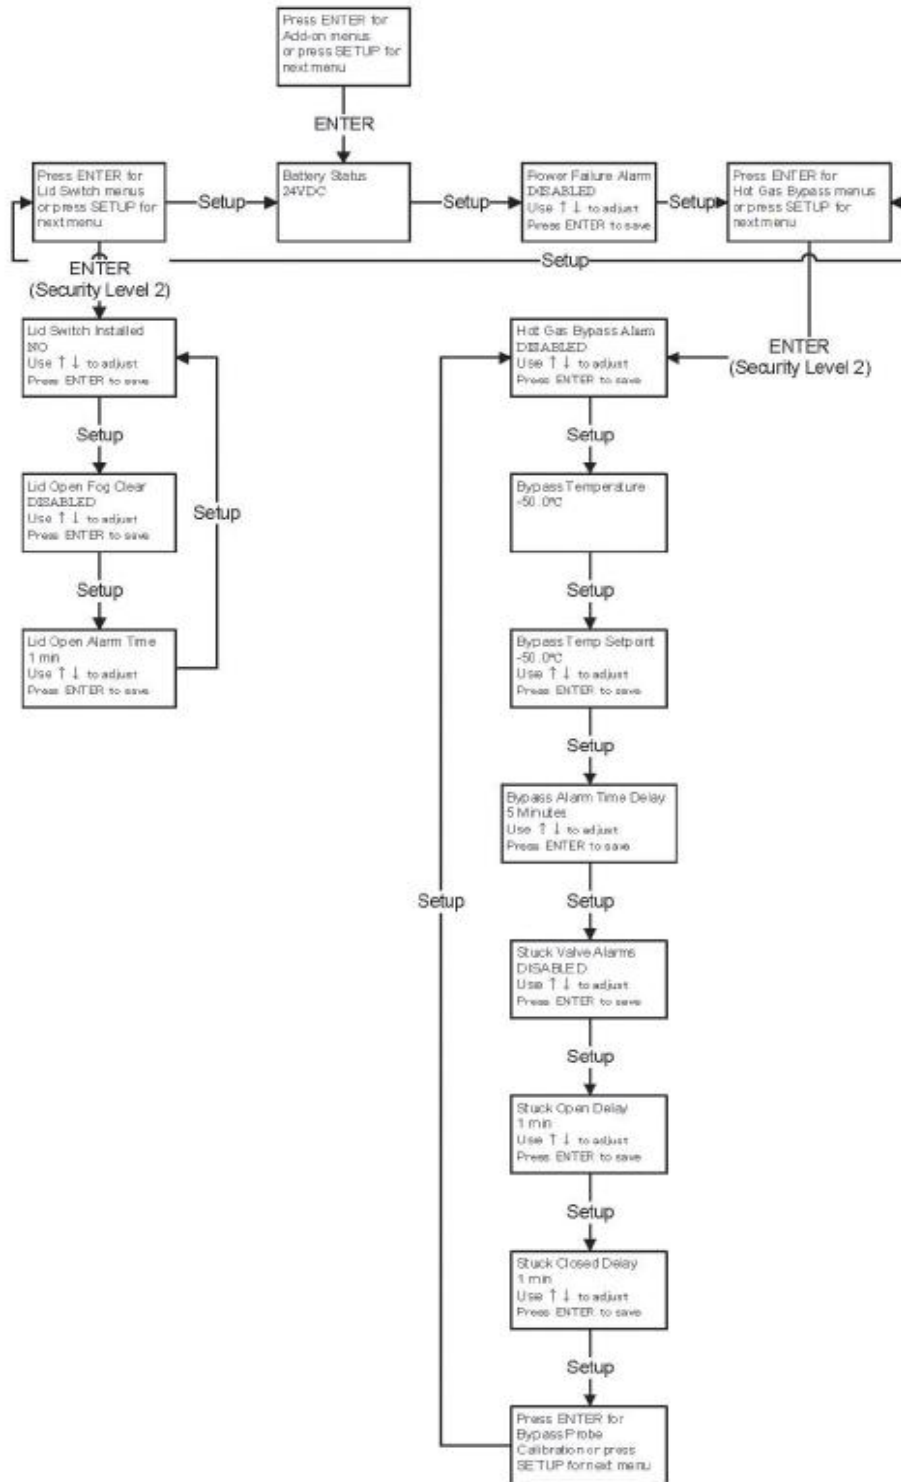 Press ENTER for
Add-on menus
or press SETUP for
next menu
ENTER
Press ENTER for
Lid Switch menus
or press SETUP for
next menu
Setup
Battery Status
24VDC
Setup
Power Failure Alarm
DISABLED
Use ↑ ↓ to adjust
Press ENTER to save
Setup
Press ENTER for
Hot Gas Bypass menus
or press SETUP for
next menu
Setup
ENTER
(Security Level 2)
Lid Switch Installed
NO
Use ↑ ↓ to adjust
Press ENTER to save
Setup
Lid Open Fog Clear
DISABLED
Use ↑ ↓ to adjust
Press ENTER to save
Setup
Setup
Lid Open Alarm Time
1 min
Use ↑ ↓ to adjust
Press ENTER to save
ENTER
(Security Level 2)
Hot Gas Bypass Alarm
DISABLED
Use ↑ ↓ to adjust
Press ENTER to save
Setup
Bypass Temperature
-50.0°C
Setup
Bypass Temp Setpoint
-50.0°C
Use ↑ ↓ to adjust
Press ENTER to save
Setup
Bypass Alarm Time Delay
5 Minutes
Use ↑ ↓ to adjust
Press ENTER to save
Setup
Setup
Stuck Valve Alarms
DISABLED
Use ↑ ↓ to adjust
Press ENTER to save
Setup
Stuck Open Delay
1 min
Use ↑ ↓ to adjust
Press ENTER to save
Setup
Stuck Closed Delay
1 min
Use ↑ ↓ to adjust
Press ENTER to save
Setup
Press ENTER for
Bypass Probe
Calibration or press
SETUP for next menu